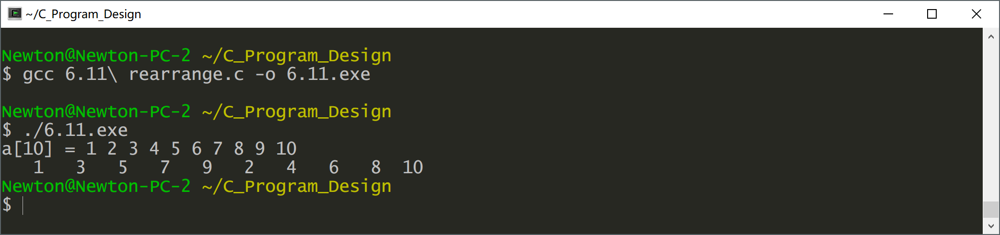 ~/C_Program_Design
Newton@Newton-PC-2 ~/C_Program_Design
$ gcc 6.11\ rearrange.c -o 6.11.exe
Newton@Newton-PC-2 ~/C_Program_Design
$ ./6.11.exe
a[10] = 1 2 3 4 5 6 7 8 9 10
   1   3   5   7   9   2   4   6   8  10
Newton@Newton-PC-2 ~/C_Program_Design
$